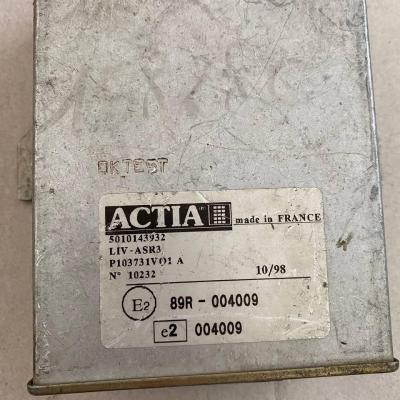 OKTEST
ACTIA made in FRANCE
5010143932
LIV-ASR3
P103731V01 A
N° 10232 10/98
E2 89R - 004009
e2 004009